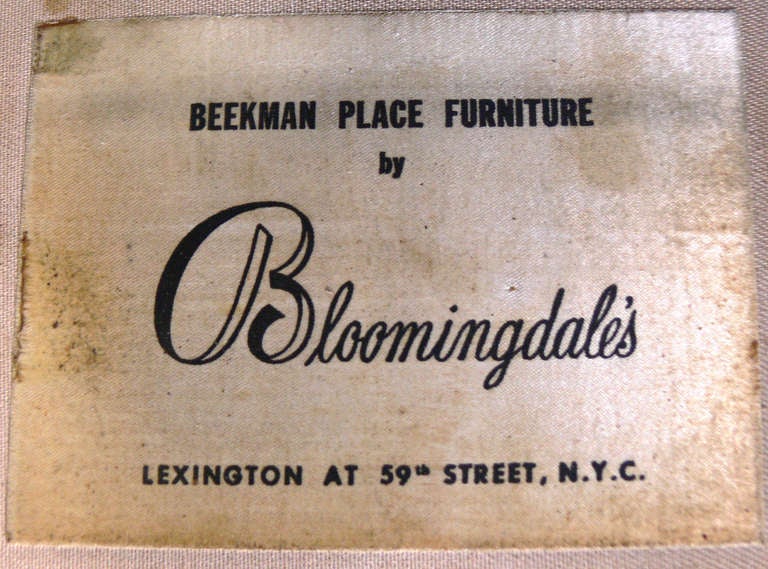 BEEKMAN PLACE FURNITURE
by
Bloomingdale's
LEXINGTON AT 59th STREET, N.Y.C.